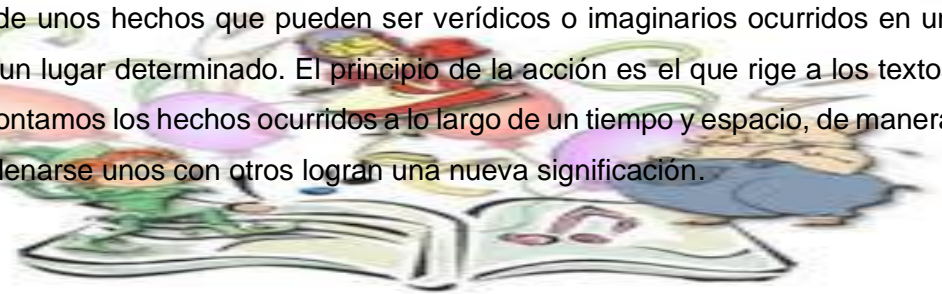 de unos hechos que pueden ser verídicos o imaginarios ocurridos en un
un lugar determinado. El principio de la acción es el que rige a los texto
ontamos los hechos ocurridos a lo largo de un tiempo y espacio, de manera
denarse unos con otros logran una nueva significación.